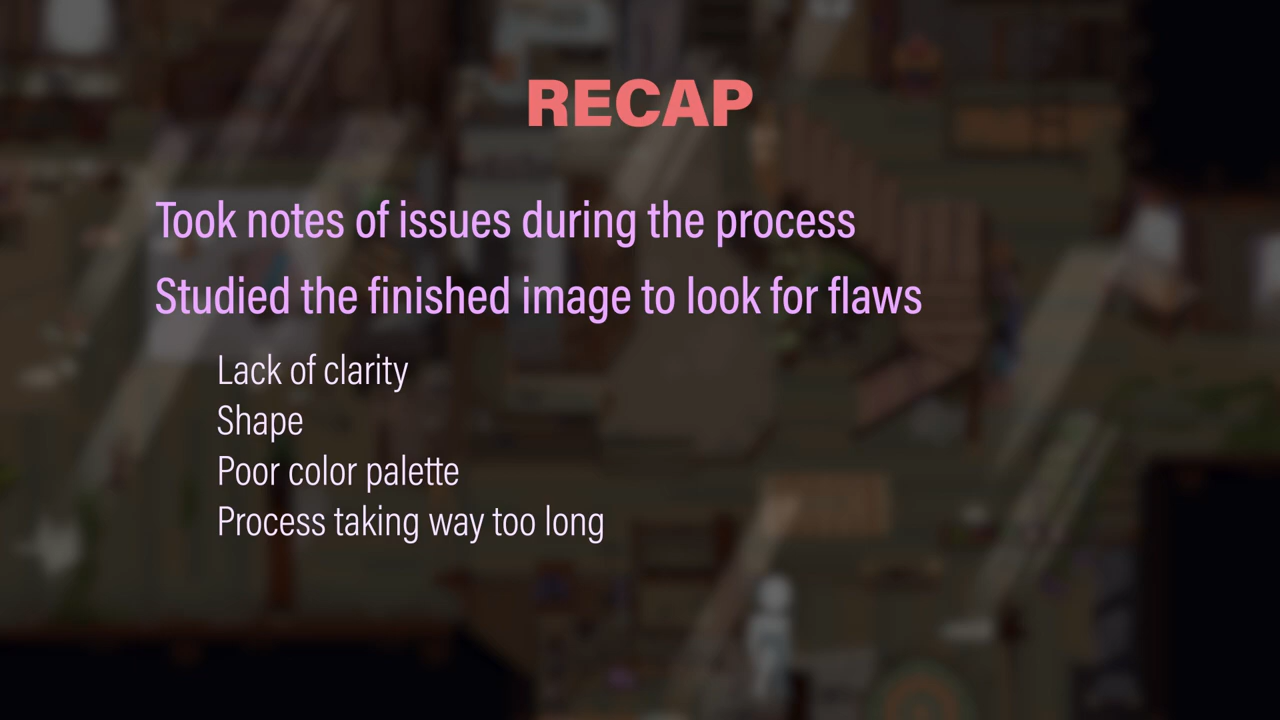 RECAP
Took notes of issues during the process
Studied the finished image to look for flaws
Lack of clarity
Shape
Poor color palette
Process taking way too long